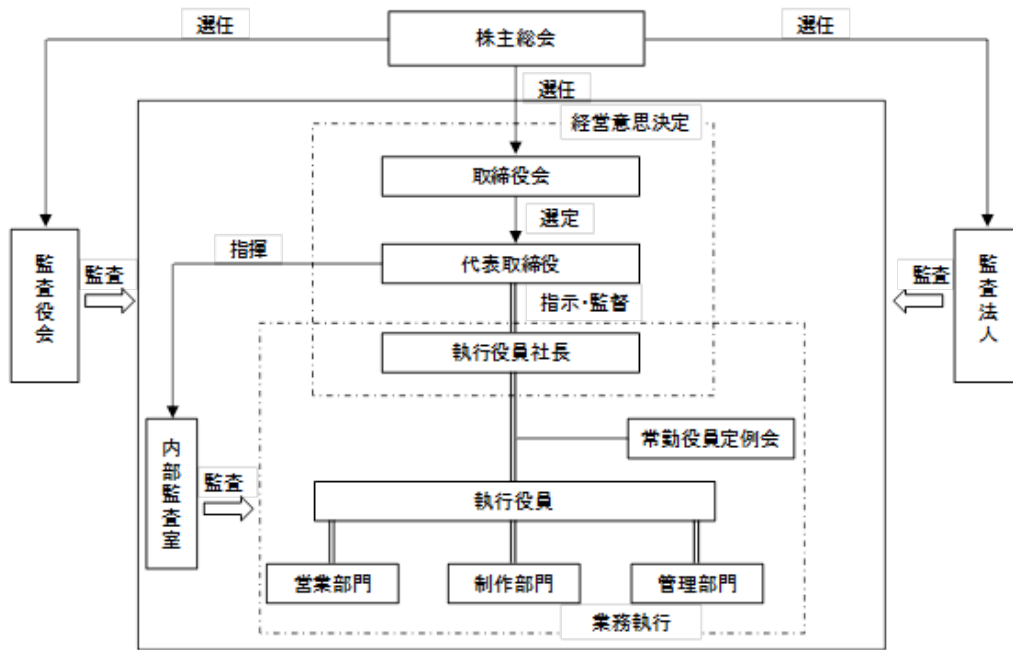 選任
株主総会
選任
選任
経営意思決定
取締役会
選定
指揮
代表取締役
監査役会
監査
監査
監査法人
指示・監督
執行役員社長
常勤役員定例会
内部監査室
監査
執行役員
営業部門
制作部門
管理部門
業務執行